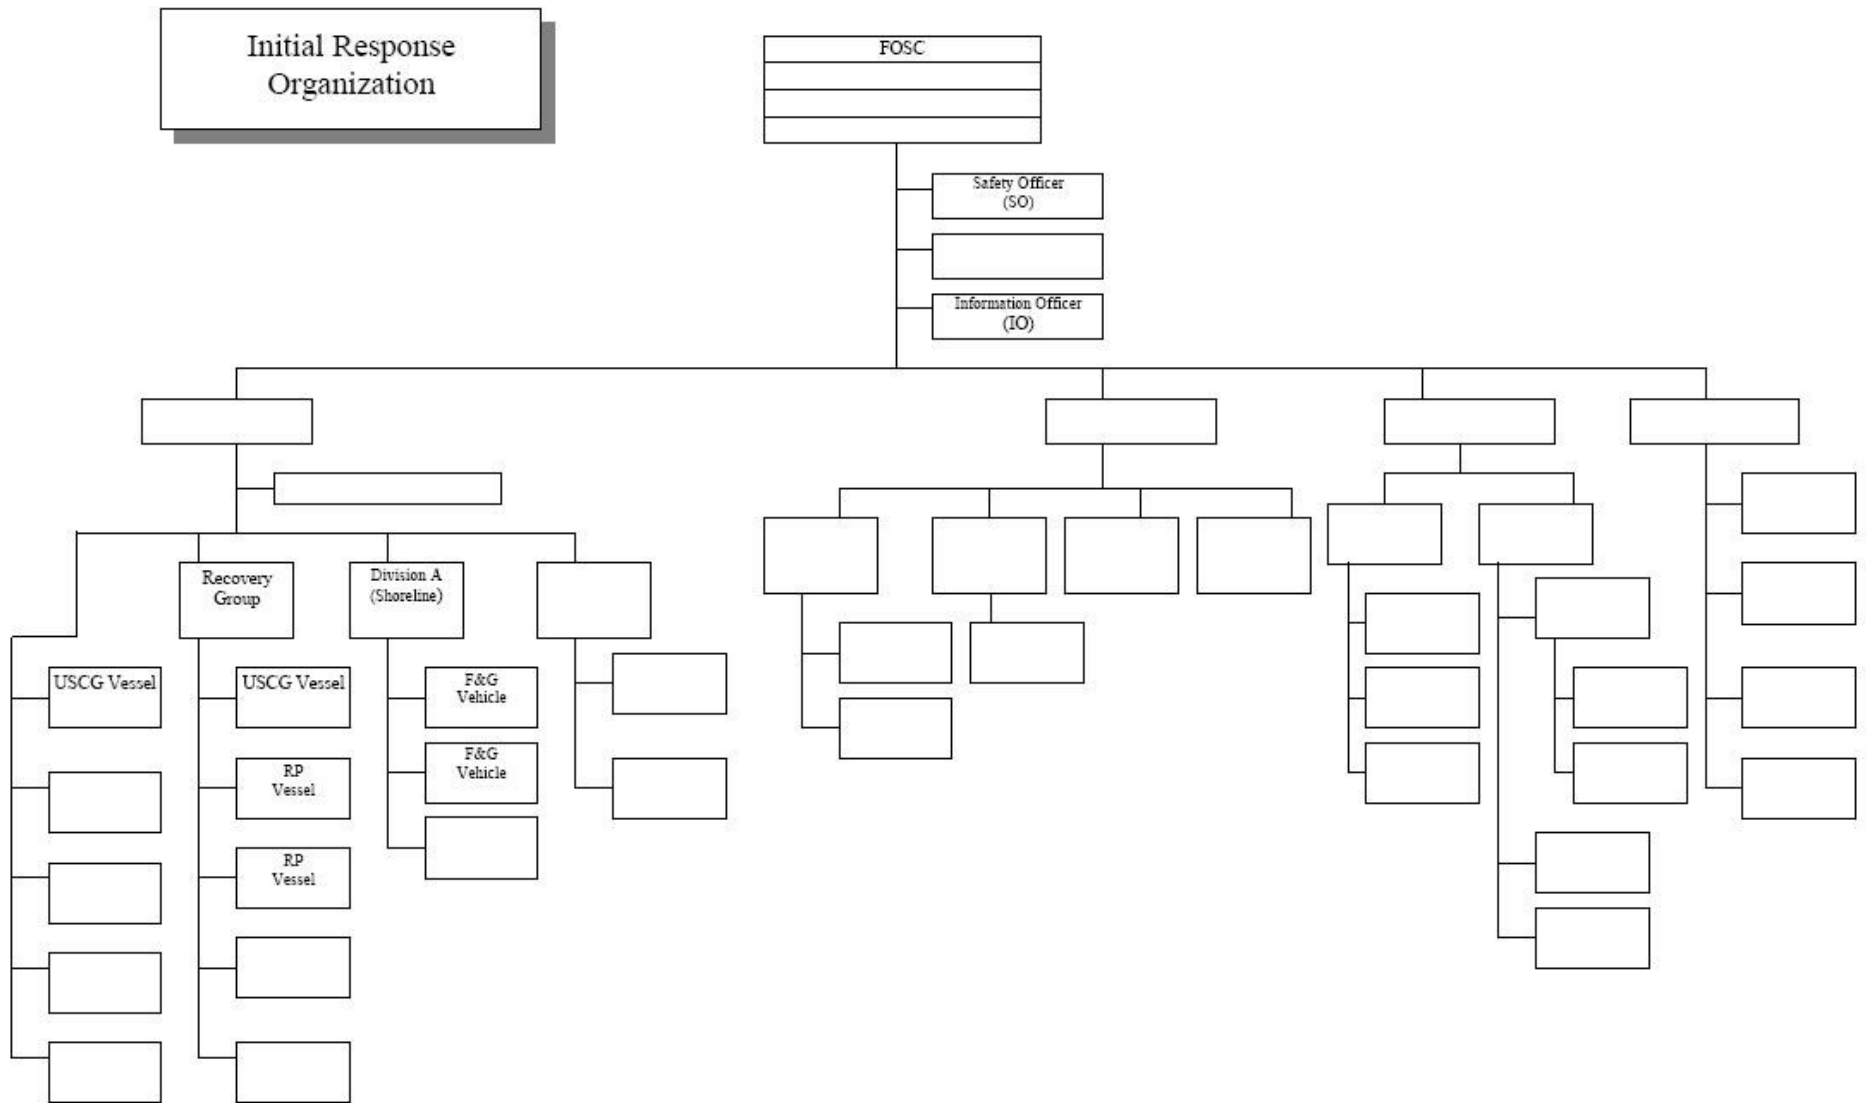 Initial Response
Organization
FOSC
Safety Officer
(SO)
Information Officer
(IO)
Recovery
Group
Division A
(Shoreline)
USCG Vessel
USCG Vessel
F&G
Vehicle
F&G
Vehicle
RP
Vessel
RP
Vessel